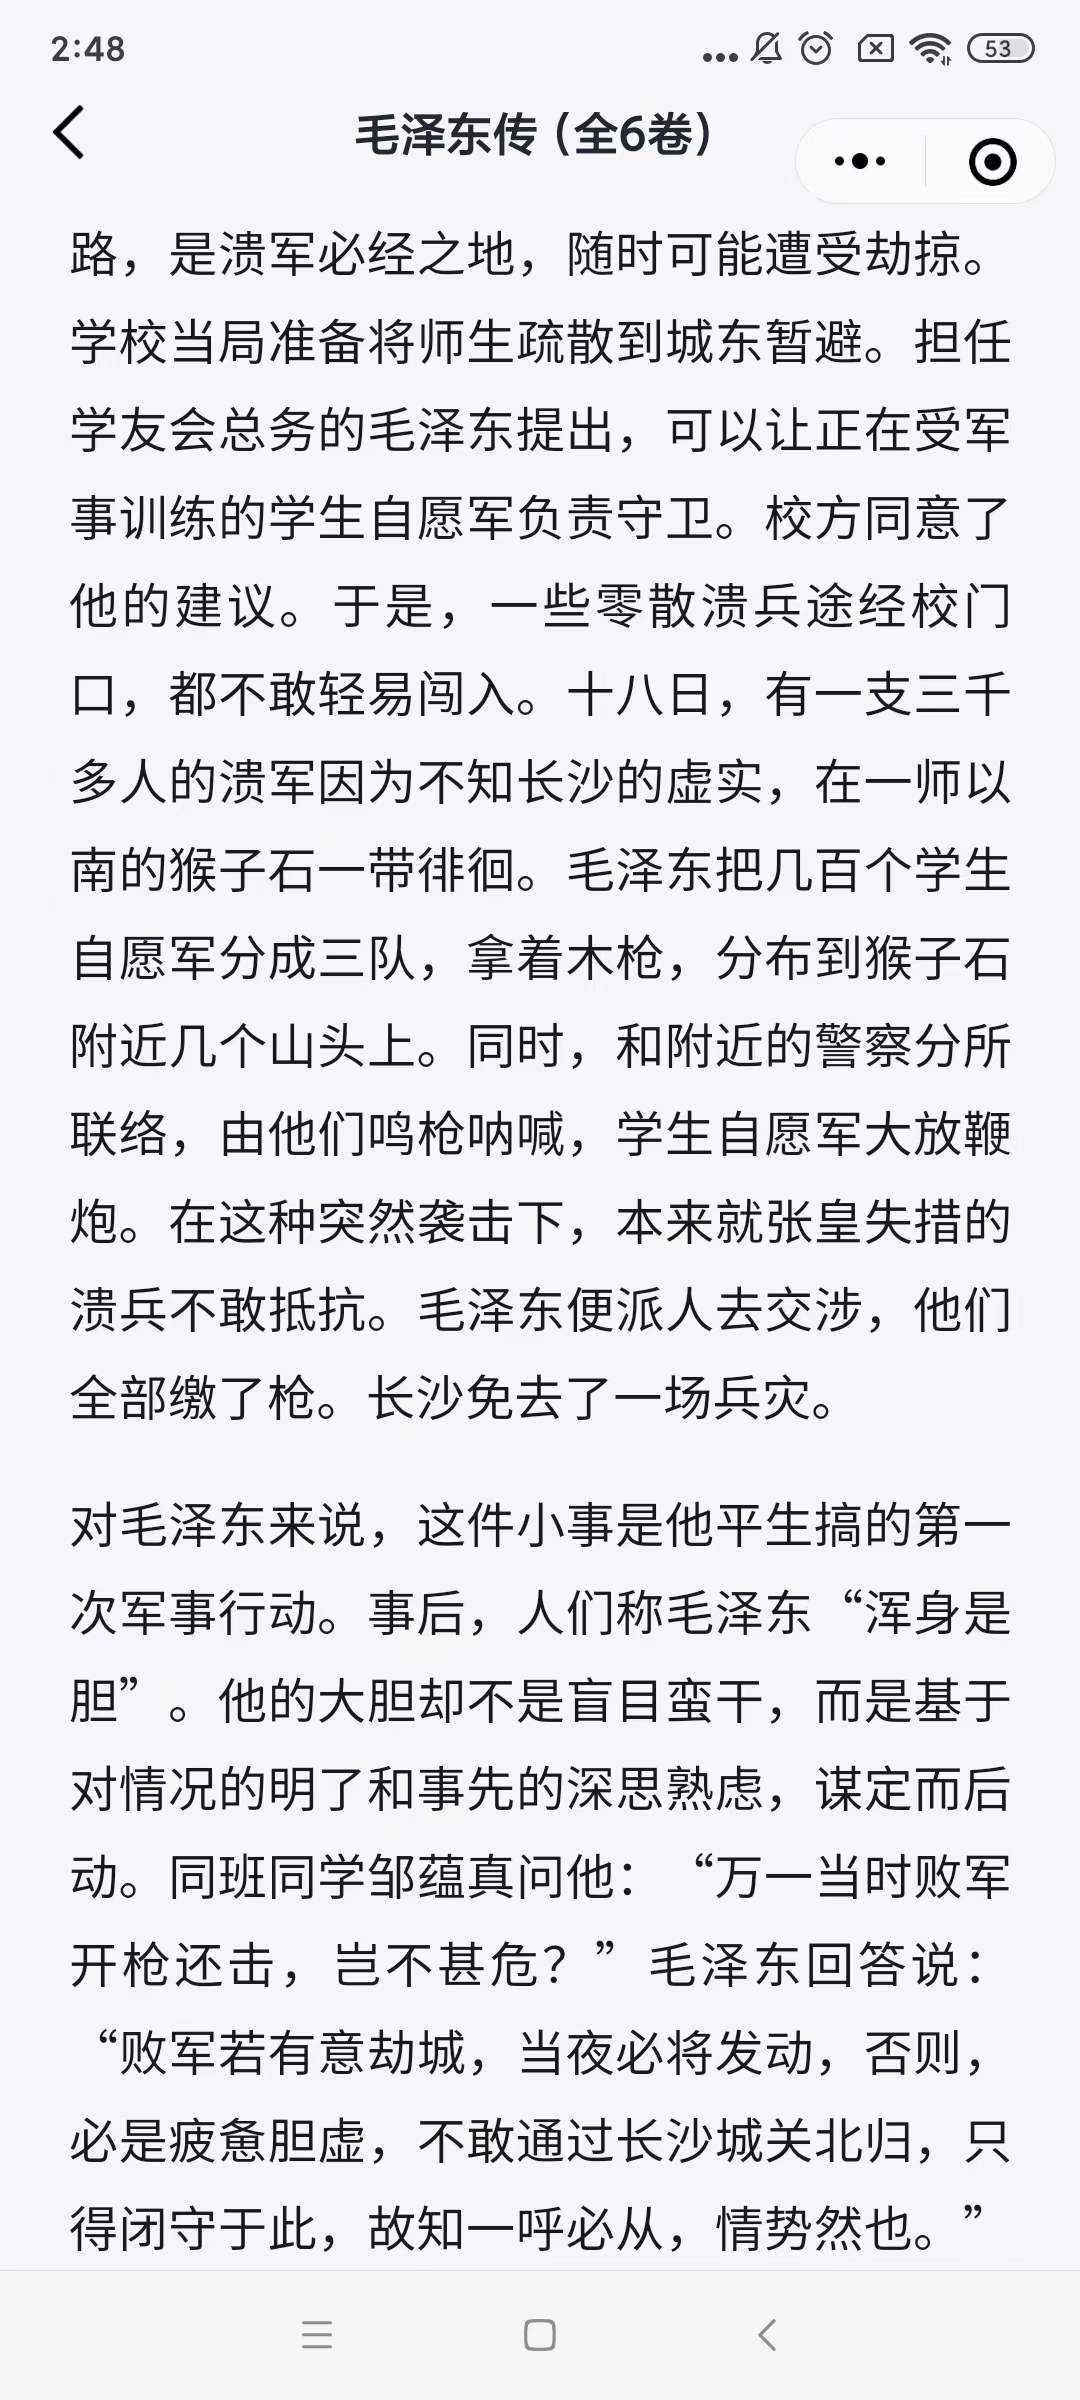 2:48
53
毛泽东传（全6卷）
路，是溃军必经之地，随时可能遭受劫掠。
学校当局准备将师生疏散到城东暂避。担任
学友会总务的毛泽东提出，可以让正在受军
事训练的学生自愿军负责守卫。校方同意了
他的建议。于是，一些零散溃兵途经校门
口，都不敢轻易闯入。十八日，有一支三千
多人的溃军因为不知长沙的虚实，在一师以
南的猴子石一带徘徊。毛泽东把几百个学生
自愿军分成三队，拿着木枪，分布到猴子石
附近几个山头上。同时，和附近的警察分所
联络，由他们鸣枪呐喊，学生自愿军大放鞭
炮。在这种突然袭击下，本来就张皇失措的
溃兵不敢抵抗。毛泽东便派人去交涉，他们
全部缴了枪。长沙免去了一场兵灾。
对毛泽东来说，这件小事是他平生搞的第一
次军事行动。事后，人们称毛泽东“浑身是
胆”。他的大胆却不是盲目蛮干，而是基于
对情况的明了和事先的深思熟虑，谋定而后
动。同班同学邹蕴真问他：“万一当时败军
开枪还击，岂不甚危？”毛泽东回答说：
“败军若有意劫城，当夜必将发动，否则，
必是疲惫胆虚，不敢通过长沙城关北归，只
得闭守于此，故知一呼必从，情势然也。”